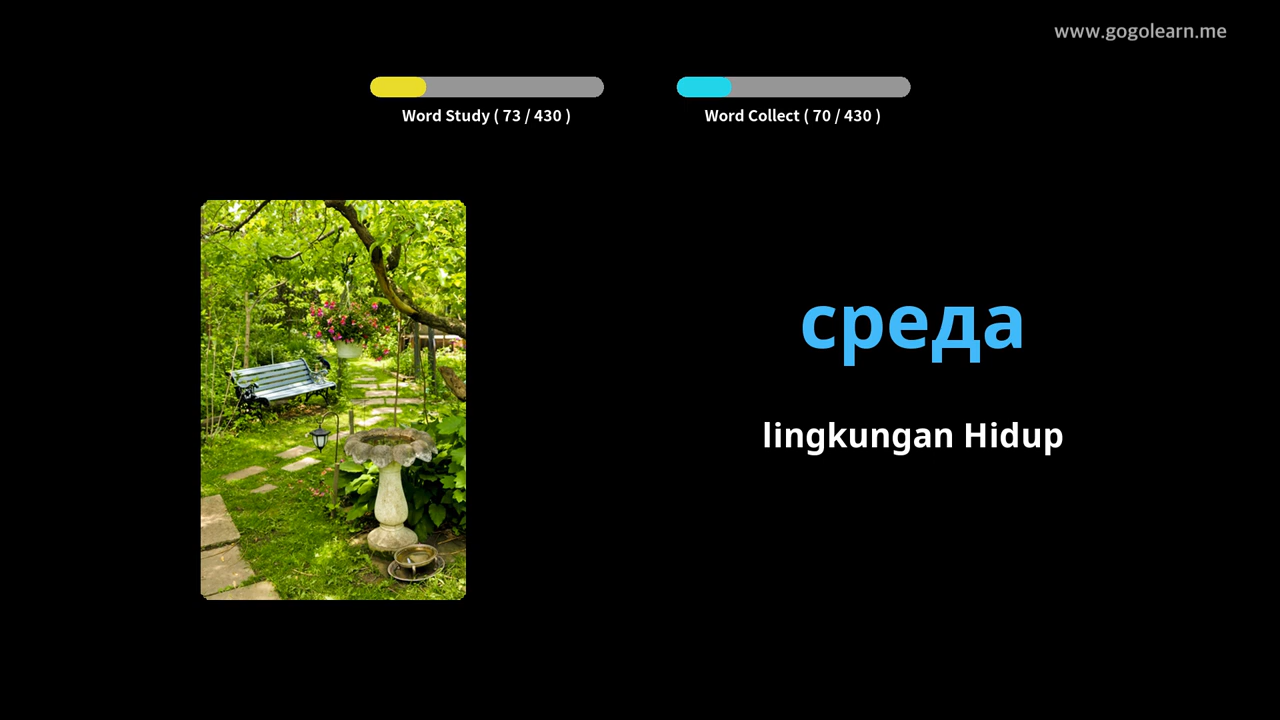 www.gogolearn.me
Word Study ( 73 / 430 )
Word Collect ( 70 / 430 )
среда
lingkungan Hidup